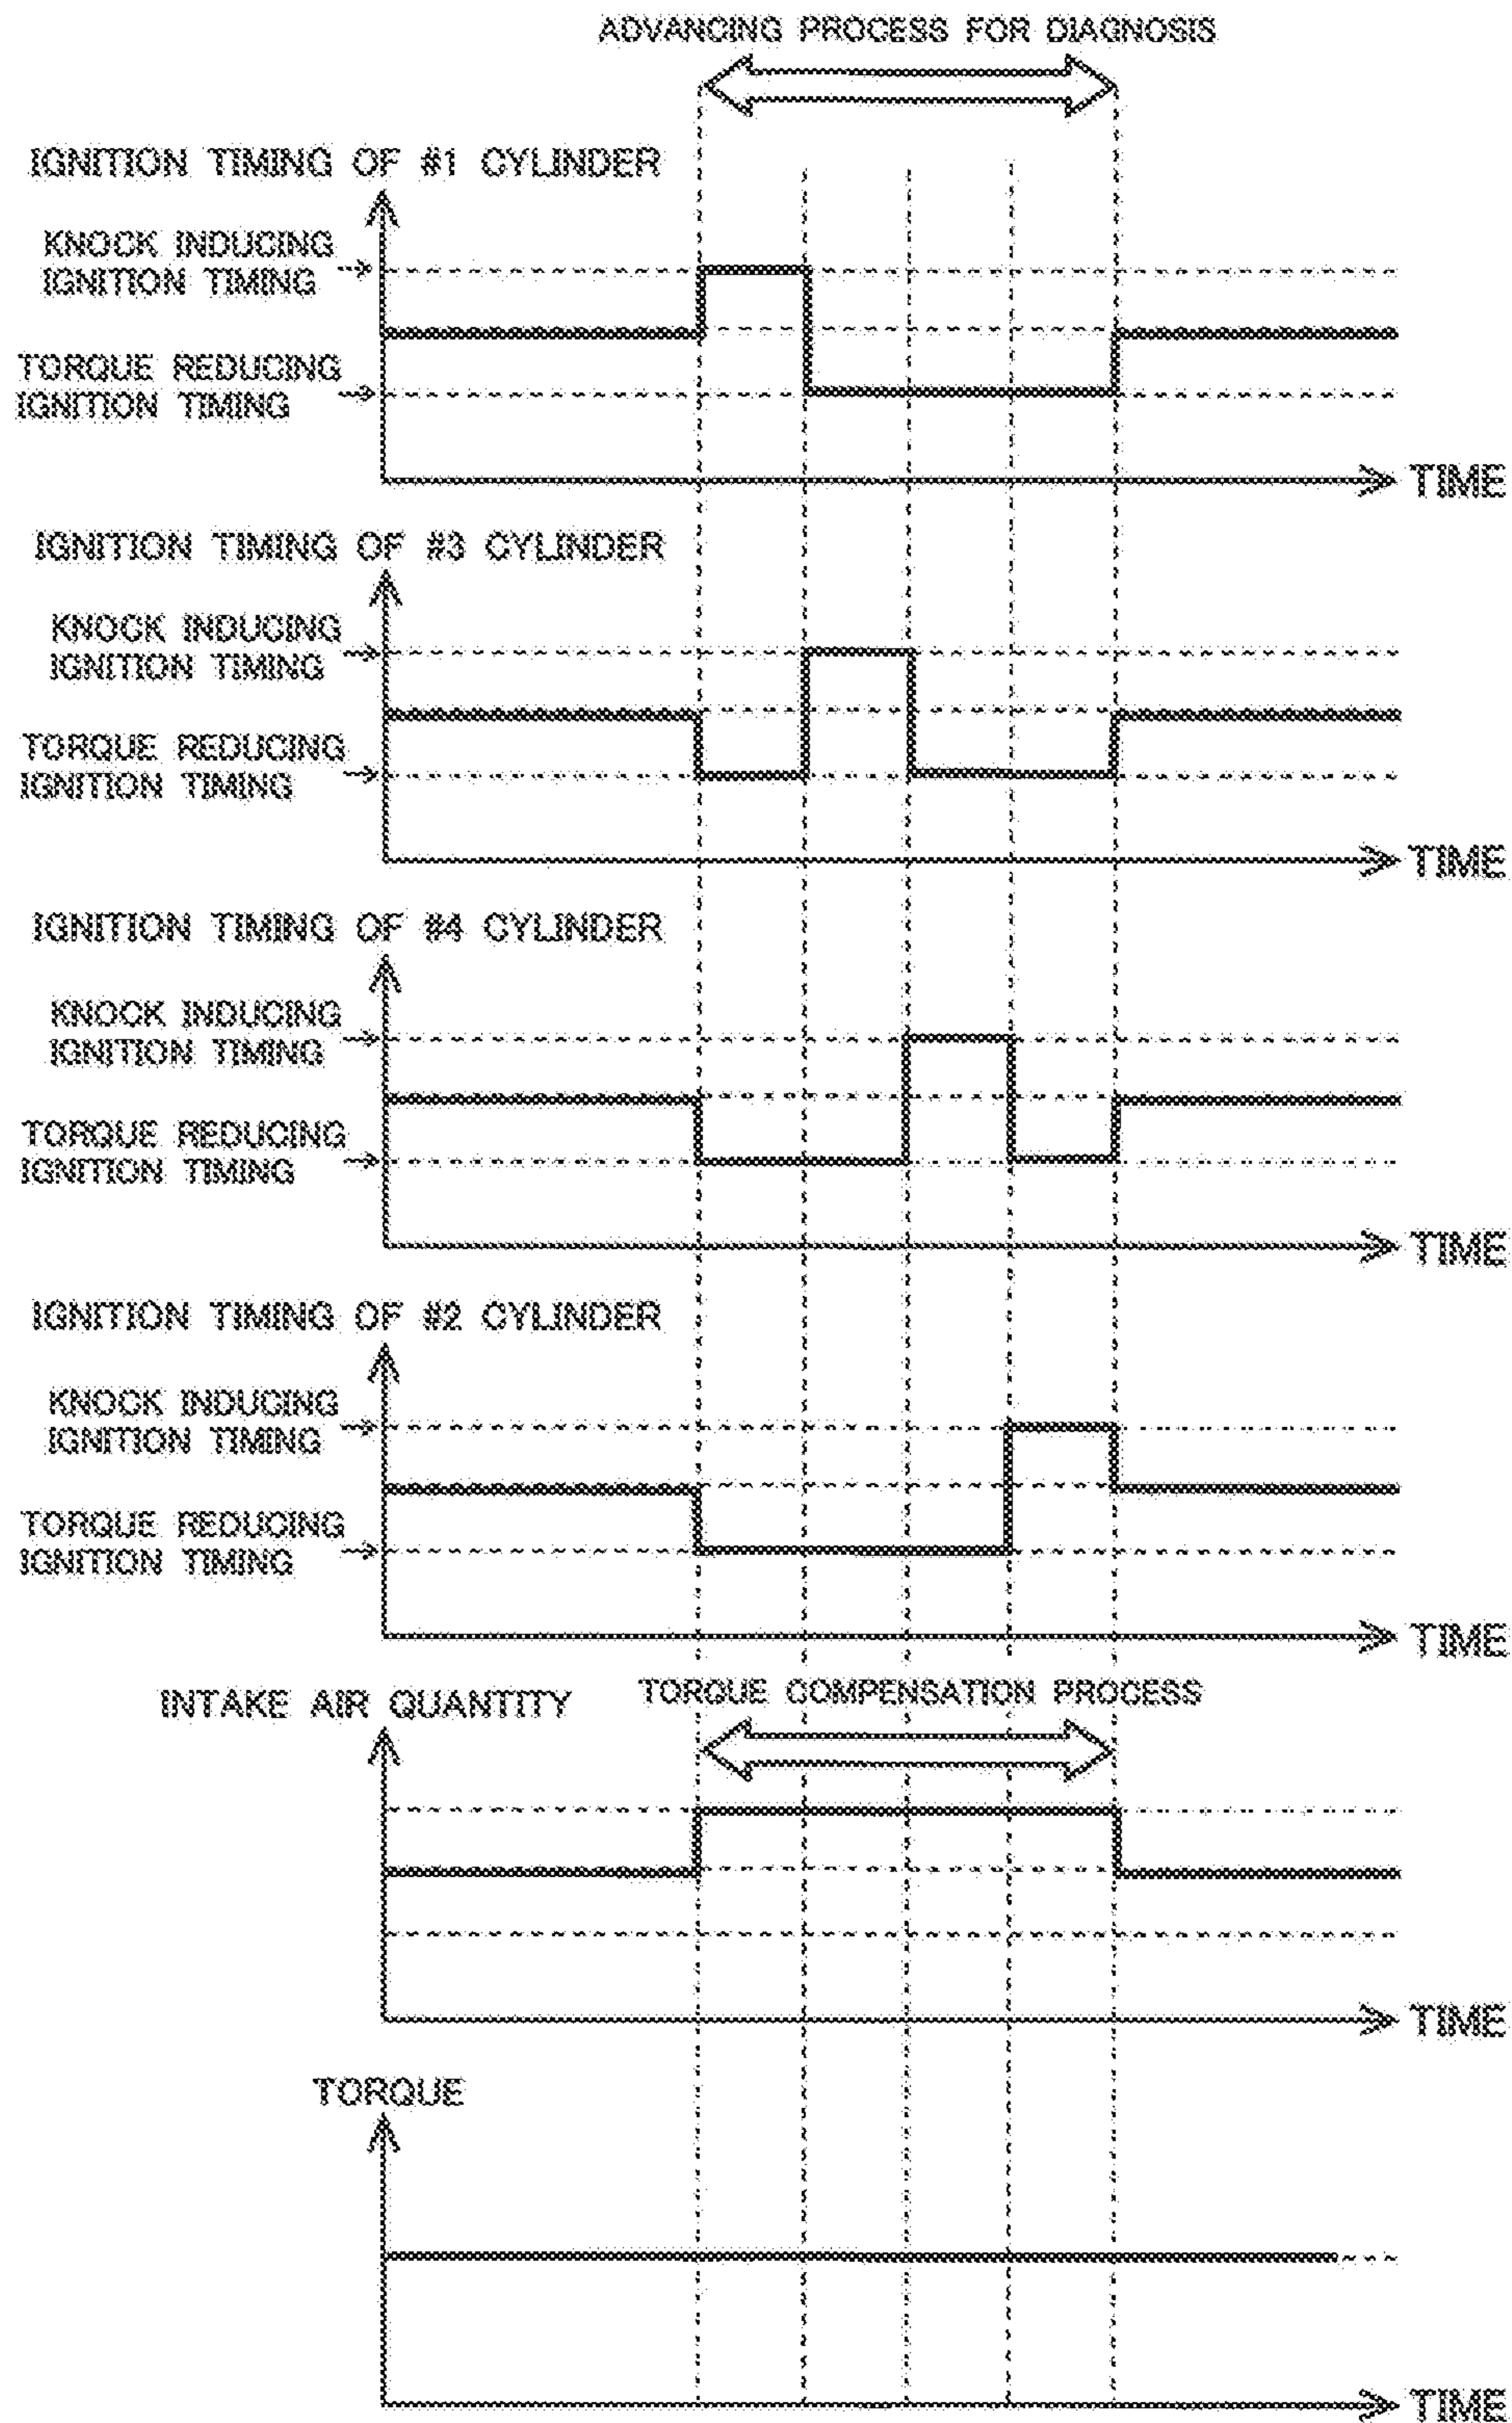 ADVANCING PROCESS FOR DIAGNOSIS
IGNITION TIMING OF #1 CYLINDER
KNOCK INDUCING
IGNITION TIMING
TORQUE REDUCING
IGNITION TIMING
TIME
IGNITION TIMING OF #3 CYLINDER
KNOCK INDUCING
IGNITION TIMING
TORQUE REDUCING
IGNITION TIMING
TIME
IGNITION TIMING OF #4 CYLINDER
KNOCK INDUCING
IGNITION TIMING
TORQUE REDUCING
IGNITION TIMING
TIME
IGNITION TIMING OF #2 CYLINDER
KNOCK INDUCING
IGNITION TIMING
TORQUE REDUCING
IGNITION TIMING
TIME
INTAKE AIR QUANTITY
TORQUE COMPENSATION PROCESS
TIME
TORQUE
TIME